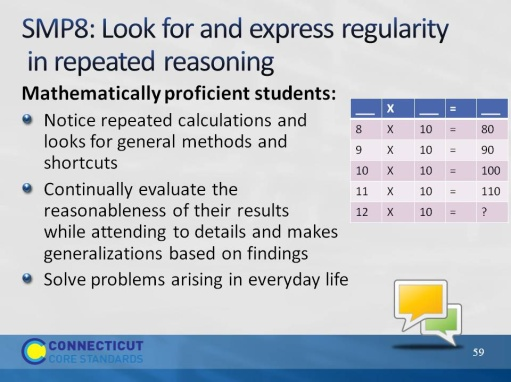 SMP8: Look for and express regularity
in repeated reasoning
Mathematically proficient students:
Notice repeated calculations and
looks for general methods and
shortcuts
Continually evaluate the
reasonableness of their results
while attending to details and makes
generalizations based on findings
Solve problems arising in everyday life
___ X ___ = ___
8 X 10 = 80
9 X 10 = 90
10 X 10 = 100
11 X 10 = 110
12 X 10 = ?
CONNECTICUT
CORE STANDARDS
59